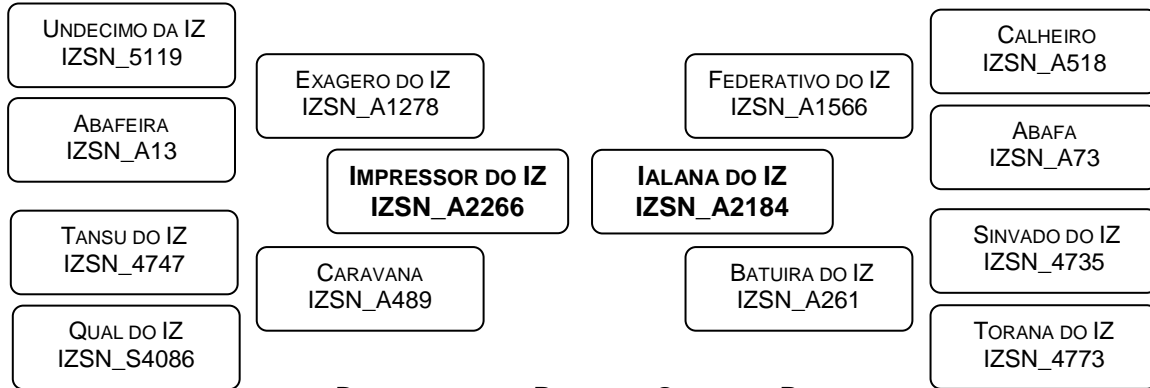 UNDECIMO DA IZ
IZSN_5119
ABAFEIRA
IZSN_A13
EXAGERO DO IZ
IZSN_A1278
IMPRESSOR DO IZ
IZSN_A2266
TANSU DO IZ
IZSN_4747
QUAL DO IZ
IZSN_S4086
CARAVANA
IZSN_A489
FEDERATIVO DO IZ
IZSN_A1566
CALHEIRO
IZSN_A518
ABAFA
IZSN_A73
IALANA DO IZ
IZSN_A2184
BATUIRA DO IZ
IZSN_A261
SINVADO DO IZ
IZSN_4735
TORANA DO IZ
IZSN_4773